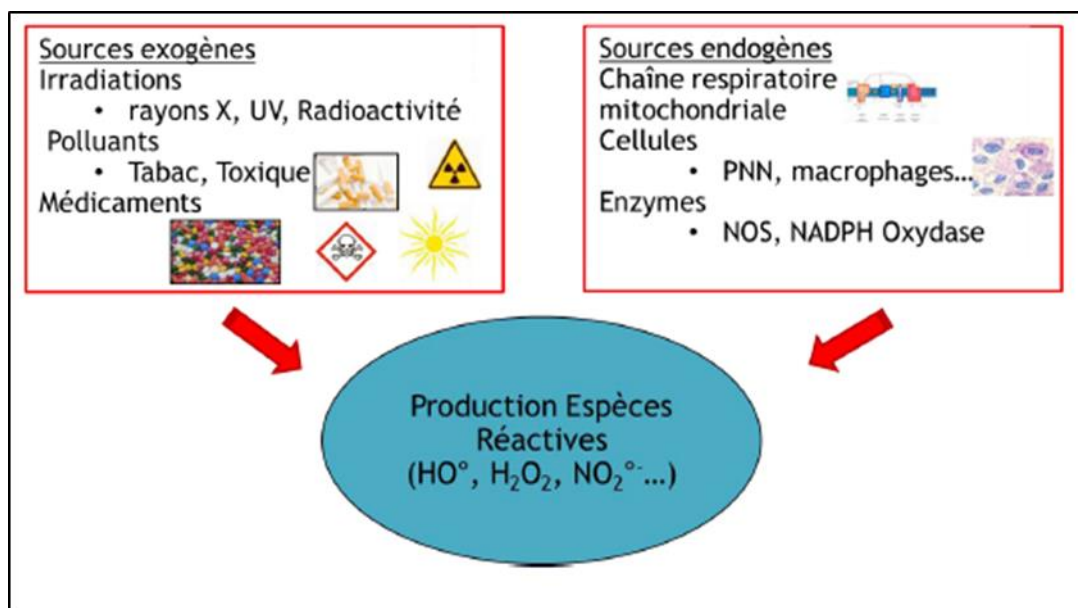 Sources exogènes
Irradiations
• rayons X, UV, Radioactivité
Polluants
• Tabac, Toxique
Médicaments
Sources endogènes
Chaîne respiratoire
mitochondriale
Cellules
• PNN, macrophages...
Enzymes
• NOS, NADPH Oxydase
Production Espèces
Réactives
(HO°, H₂O₂, NO₂°⁻...)